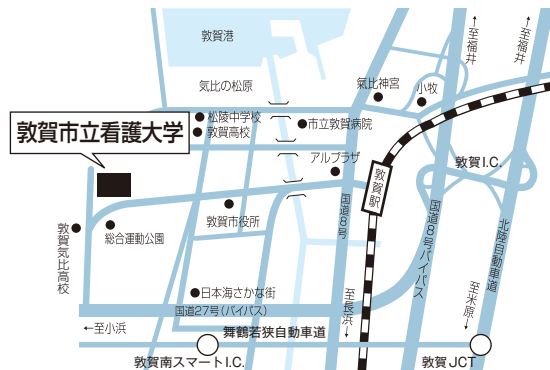 敦賀港
←至福井
←至福井
気比の松原
氣比神宮
小牧
松陵中学校
敦賀高校
市立敦賀病院
敦賀市立看護大学
アルプラザ
敦賀I.C.
敦賀駅
敦賀市役所
国道8号
国道8号バイパス
北陸自動車道
敦賀気比高校
総合運動公園
日本海さかな街
国道27号(バイパス)
至長浜→
至米原→
←至小浜
舞鶴若狭自動車道
敦賀南スマートI.C.
敦賀JCT